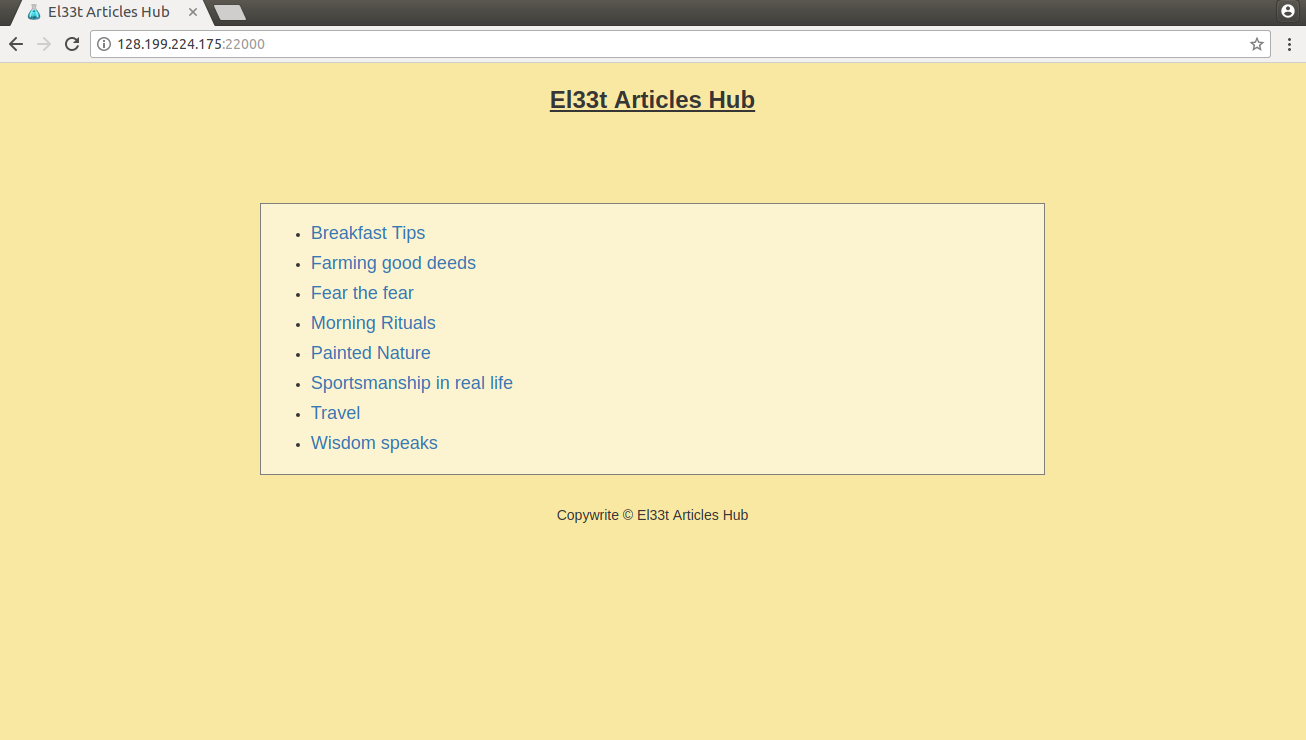 El33t Articles Hub
128.199.224.175:22000
El33t Articles Hub
Breakfast Tips
Farming good deeds
Fear the fear
Morning Rituals
Painted Nature
Sportsmanship in real life
Travel
Wisdom speaks
Copywrite © El33t Articles Hub